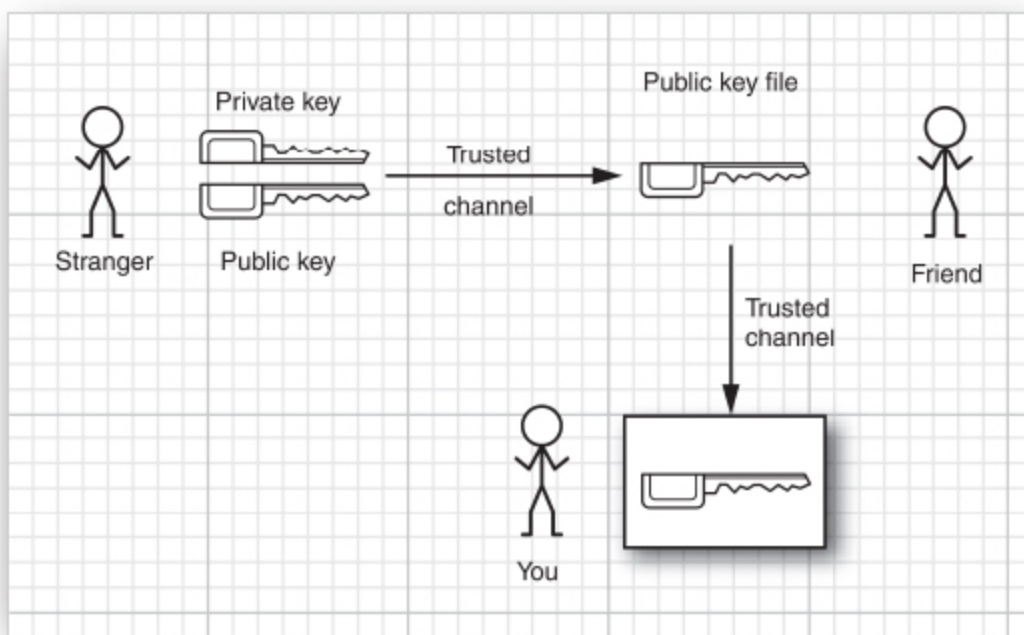 Public key file
Private key
Trusted
channel
Stranger
Public key
Friend
Trusted
channel
You